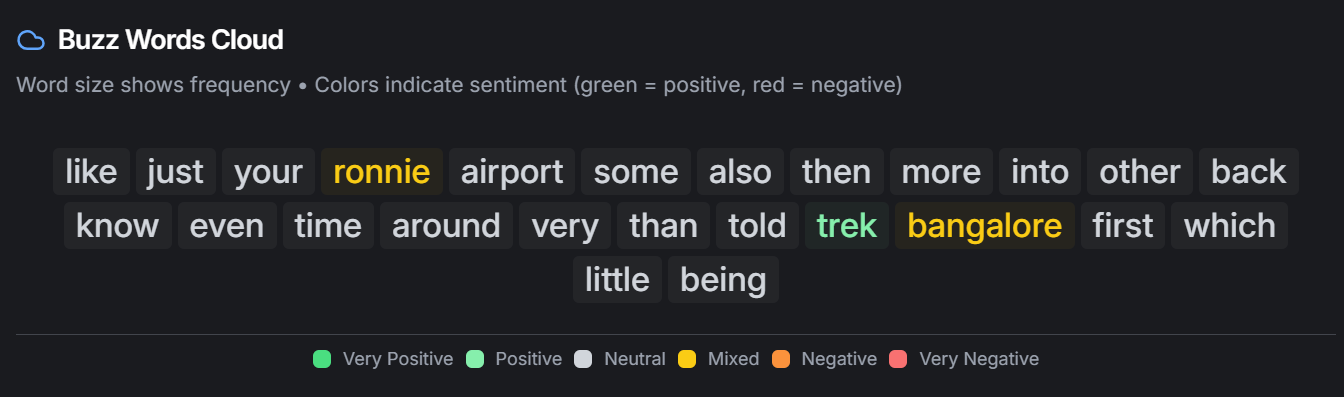 Buzz Words Cloud
Word size shows frequency • Colors indicate sentiment (green = positive, red = negative)
like just your ronnie airport some also then more into other back
know even time around very than told trek bangalore first which
little being
Very Positive Positive Neutral Mixed Negative Very Negative